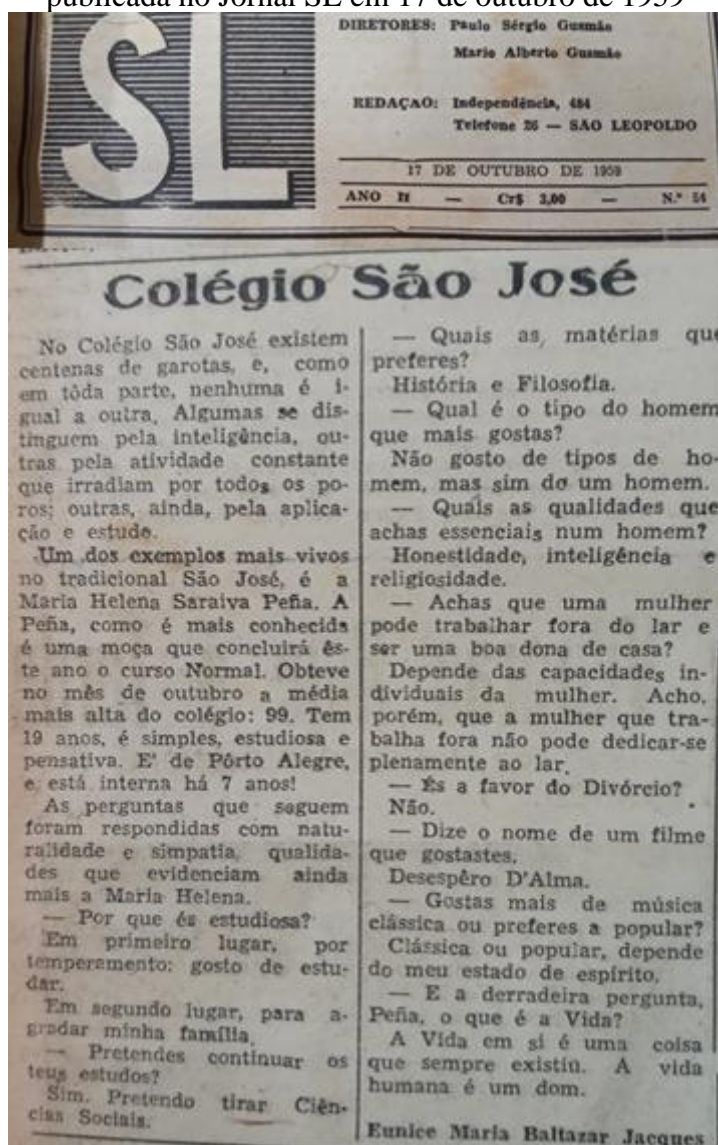 publicada no Jornal SL em 17 de outubro de 1959
SL
DIRETORES: Paulo Sérgio Gusmão
Mario Alberto Gusmão
REDAÇAO: Independência, 484
Telefone 26 — SAO LEOPOLDO
17 DE OUTUBRO DE 1959
ANO II — Cr$ 3,00 — N.º 54
Colégio São José
No Colégio São José existem
centenas de garotas, e, como
em tôda parte, nenhuma é i-
gual a outra. Algumas se dis-
tinguem pela inteligência, ou-
tras pela atividade constante
que irradiam por todos os po-
ros; outras, ainda, pela aplica-
ção e estudo.
Um dos exemplos mais vivos
no tradicional São José, é a
Maria Helena Saraiva Peña. A
Peña, como é mais conhecida
é uma moça que concluirá ês-
te ano o curso Normal. Obteve
no mês de outubro a média
mais alta do colégio: 99. Tem
19 anos, é simples, estudiosa e
pensativa. E' de Pôrto Alegre,
e está interna há 7 anos!
As perguntas que seguem
foram respondidas com natu-
ralidade e simpatia, qualida-
des que evidenciam ainda
mais a Maria Helena.
— Por que és estudiosa?
Em primeiro lugar, por
temperamento: gosto de estu-
dar.
Em segundo lugar, para a-
gradar minha família.
— Pretendes continuar os
teus estudos?
Sim. Pretendo tirar Ciên-
cias Sociais.
— Quais as, matérias que
preferes?
História e Filosofia.
— Qual é o tipo do homem
que mais gostas?
Não gosto de tipos de ho-
mem, mas sim do um homem.
— Quais as qualidades que
achas essenciais num homem?
Honestidade, inteligência e
religiosidade.
— Achas que uma mulher
pode trabalhar fora do lar e
ser uma boa dona de casa?
Depende das capacidades in-
dividuais da mulher. Acho,
porém, que a mulher que tra-
balha fora não pode dedicar-se
plenamente ao lar.
— És a favor do Divórcio?
Não.
— Dize o nome de um filme
que gostastes.
Desespêro D'Alma.
— Gostas mais de música
clássica ou preferes a popular?
Clássica ou popular, depende
do meu estado de espírito.
— E a derradeira pergunta,
Peña, o que é a Vida?
A Vida em si é uma coisa
que sempre existiu. A vida
humana é um dom.
Eunice Maria Baltazar Jacques